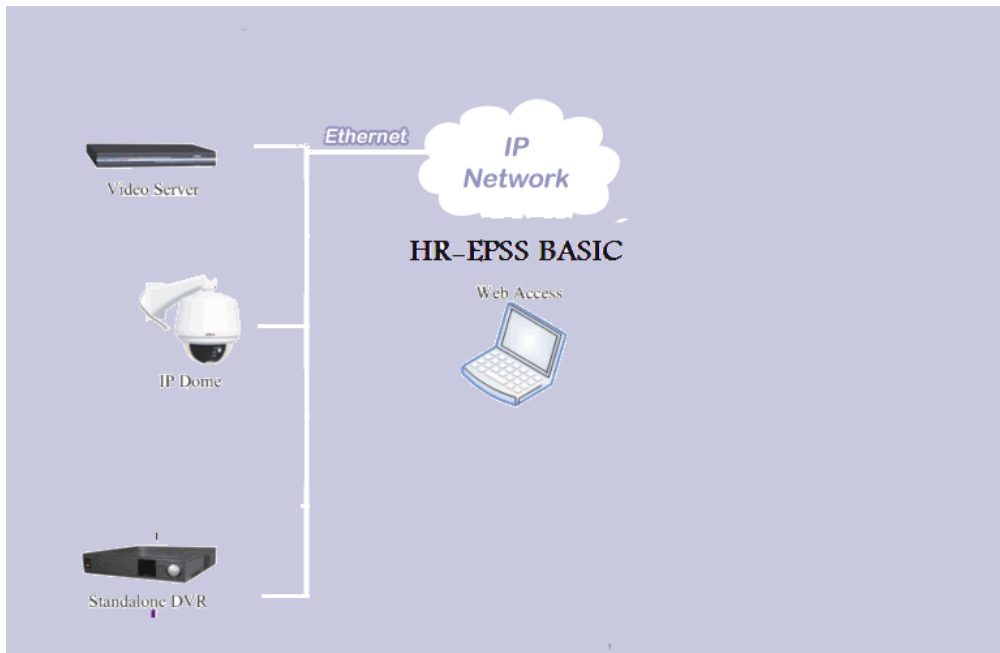 Ethernet
IP
Network
Video Server
HR-EPSS BASIC
Web Access
IP Dome
Standalone DVR